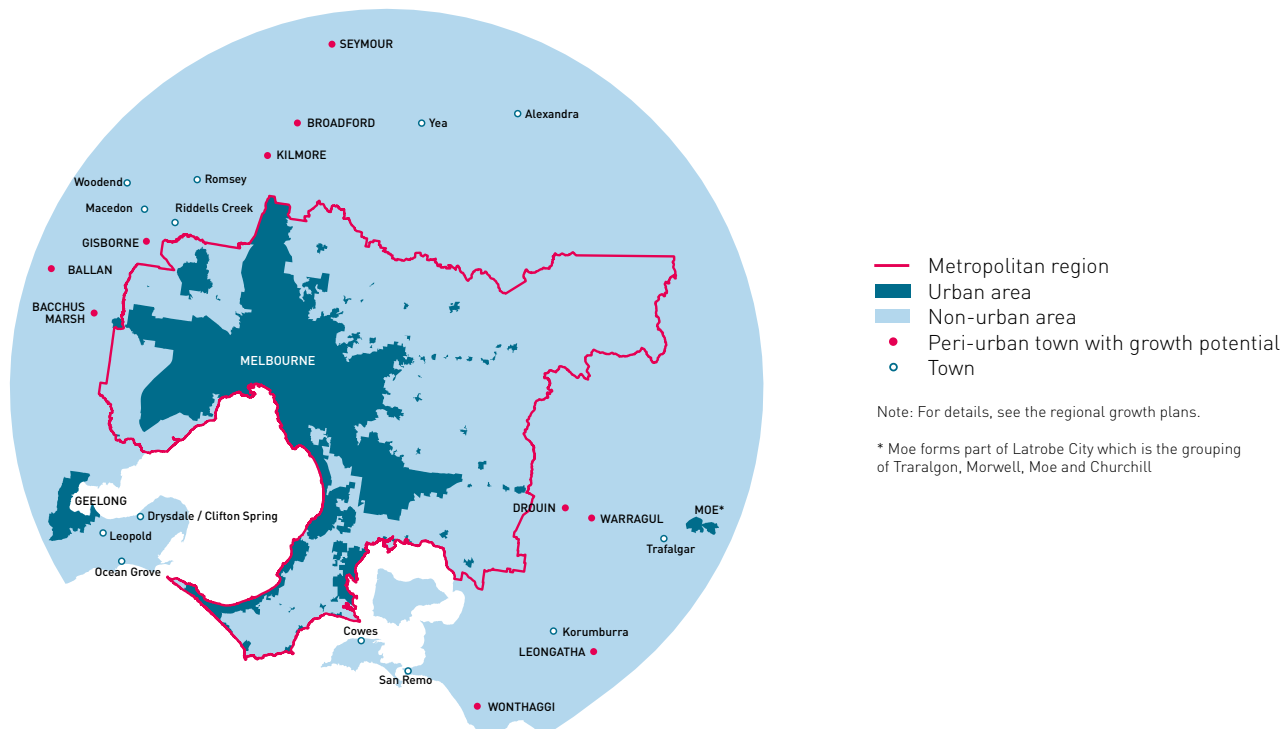 SEYMOUR
Alexandra
BROADFORD
Yea
KILMORE
Woodend
Romsey
Macedon
Riddells Creek
GISBORNE
BALLAN
BACCHUS
MARSH
MELBOURNE
GEELONG
Drysdale / Clifton Spring
Leopold
Ocean Grove
DROUIN
WARRAGUL
MOE*
Trafalgar
Cowes
San Remo
Korumburra
LEONGATHA
WONTHAGGI
Metropolitan region
Urban area
Non-urban area
Peri-urban town with growth potential
Town
Note: For details, see the regional growth plans.
* Moe forms part of Latrobe City which is the grouping
of Traralgon, Morwell, Moe and Churchill